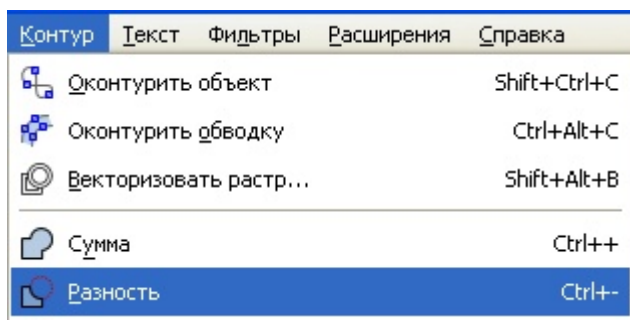 Контур Текст Фильтры Расширения Справка
Оконтурить объект Shift+Ctrl+C
Оконтурить обводку Ctrl+Alt+C
Векторизовать растр... Shift+Alt+B
Сумма Ctrl++
Разность Ctrl+-